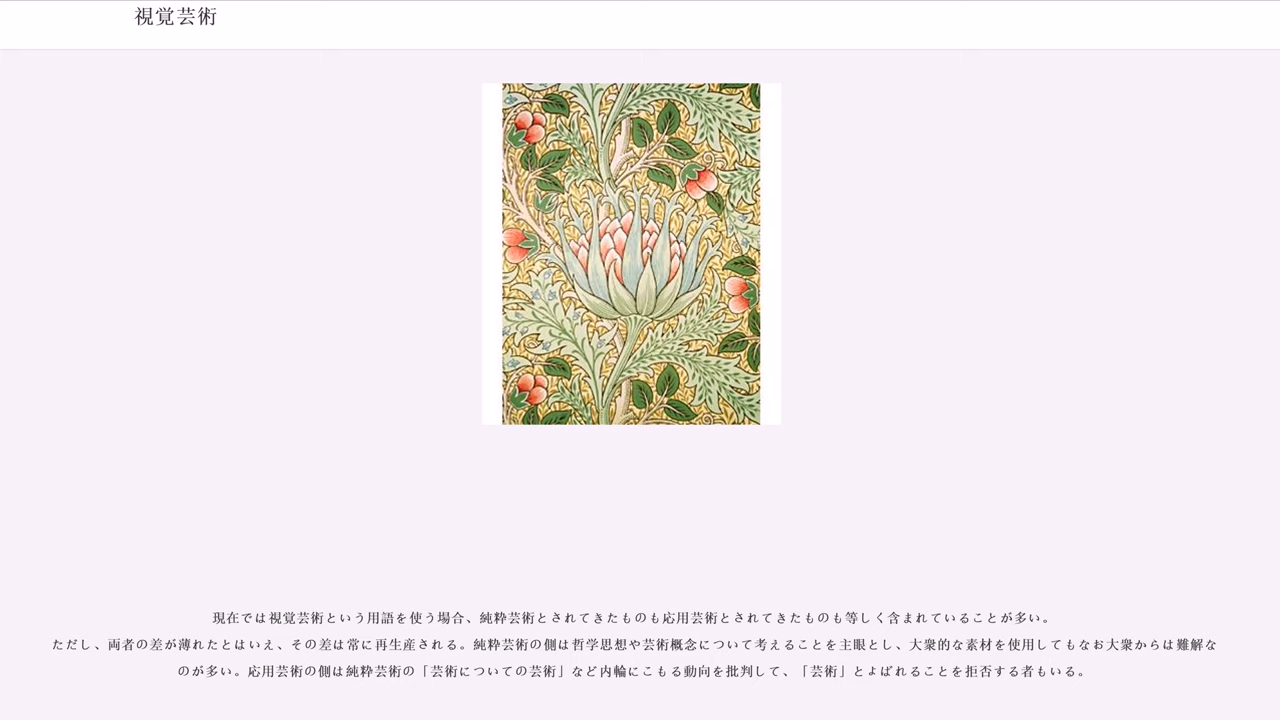 視覚芸術
現在では視覚芸術という用語を使う場合、純粋芸術とされてきたものも応用芸術とされてきたものも等しく含まれていることが多い。
ただし、両者の差が薄れたとはいえ、その差は常に再生産される。純粋芸術の側は哲学思想や芸術概念について考えることを主眼とし、大衆的な素材を使用してもなお大衆からは難解な
のが多い。応用芸術の側は純粋芸術の「芸術についての芸術」など内輪にこもる動向を批判して、「芸術」とよばれることを拒否する者もいる。